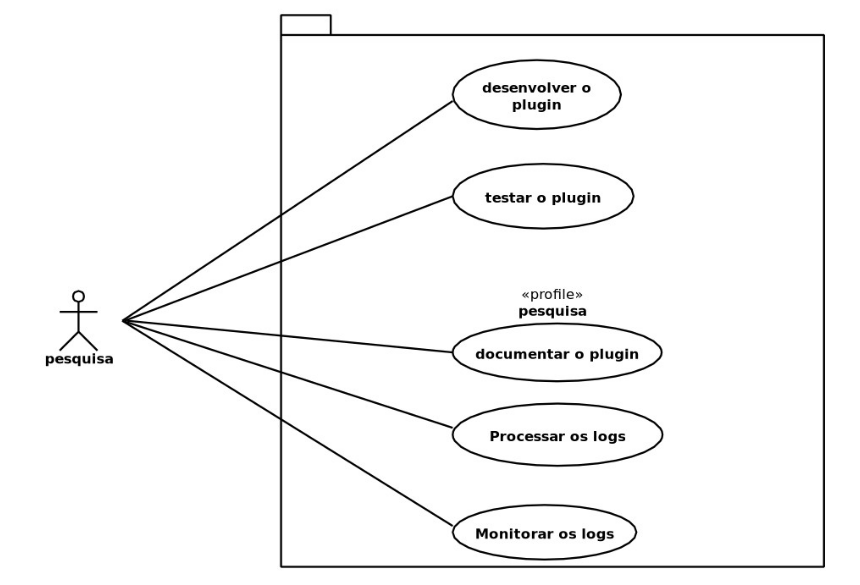 desenvolver o
plugin
testar o plugin
«profile»
pesquisa
documentar o plugin
pesquisa
Processar os logs
Monitorar os logs